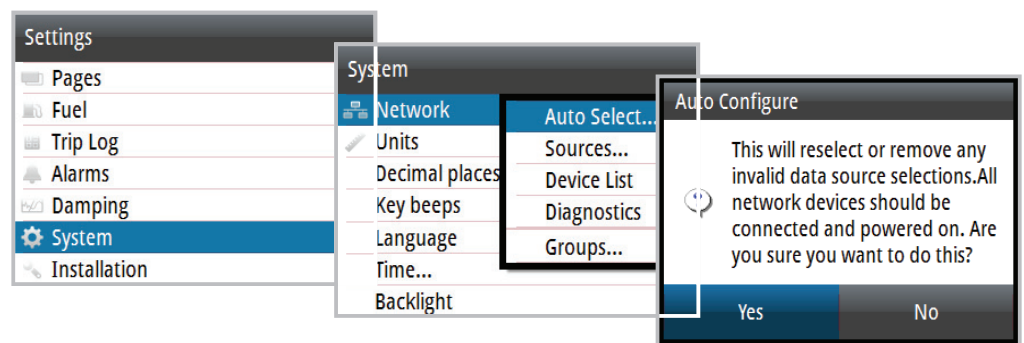 Settings
Pages
Fuel
Trip Log
Alarms
Damping
System
Installation
System
Network
Units
Decimal places
Key beeps
Language
Time...
Backlight
Auto Select...
Sources...
Device List
Diagnostics
Groups...
Auto Configure
This will reselect or remove any
invalid data source selections.All
network devices should be
connected and powered on. Are
you sure you want to do this?
Yes
No